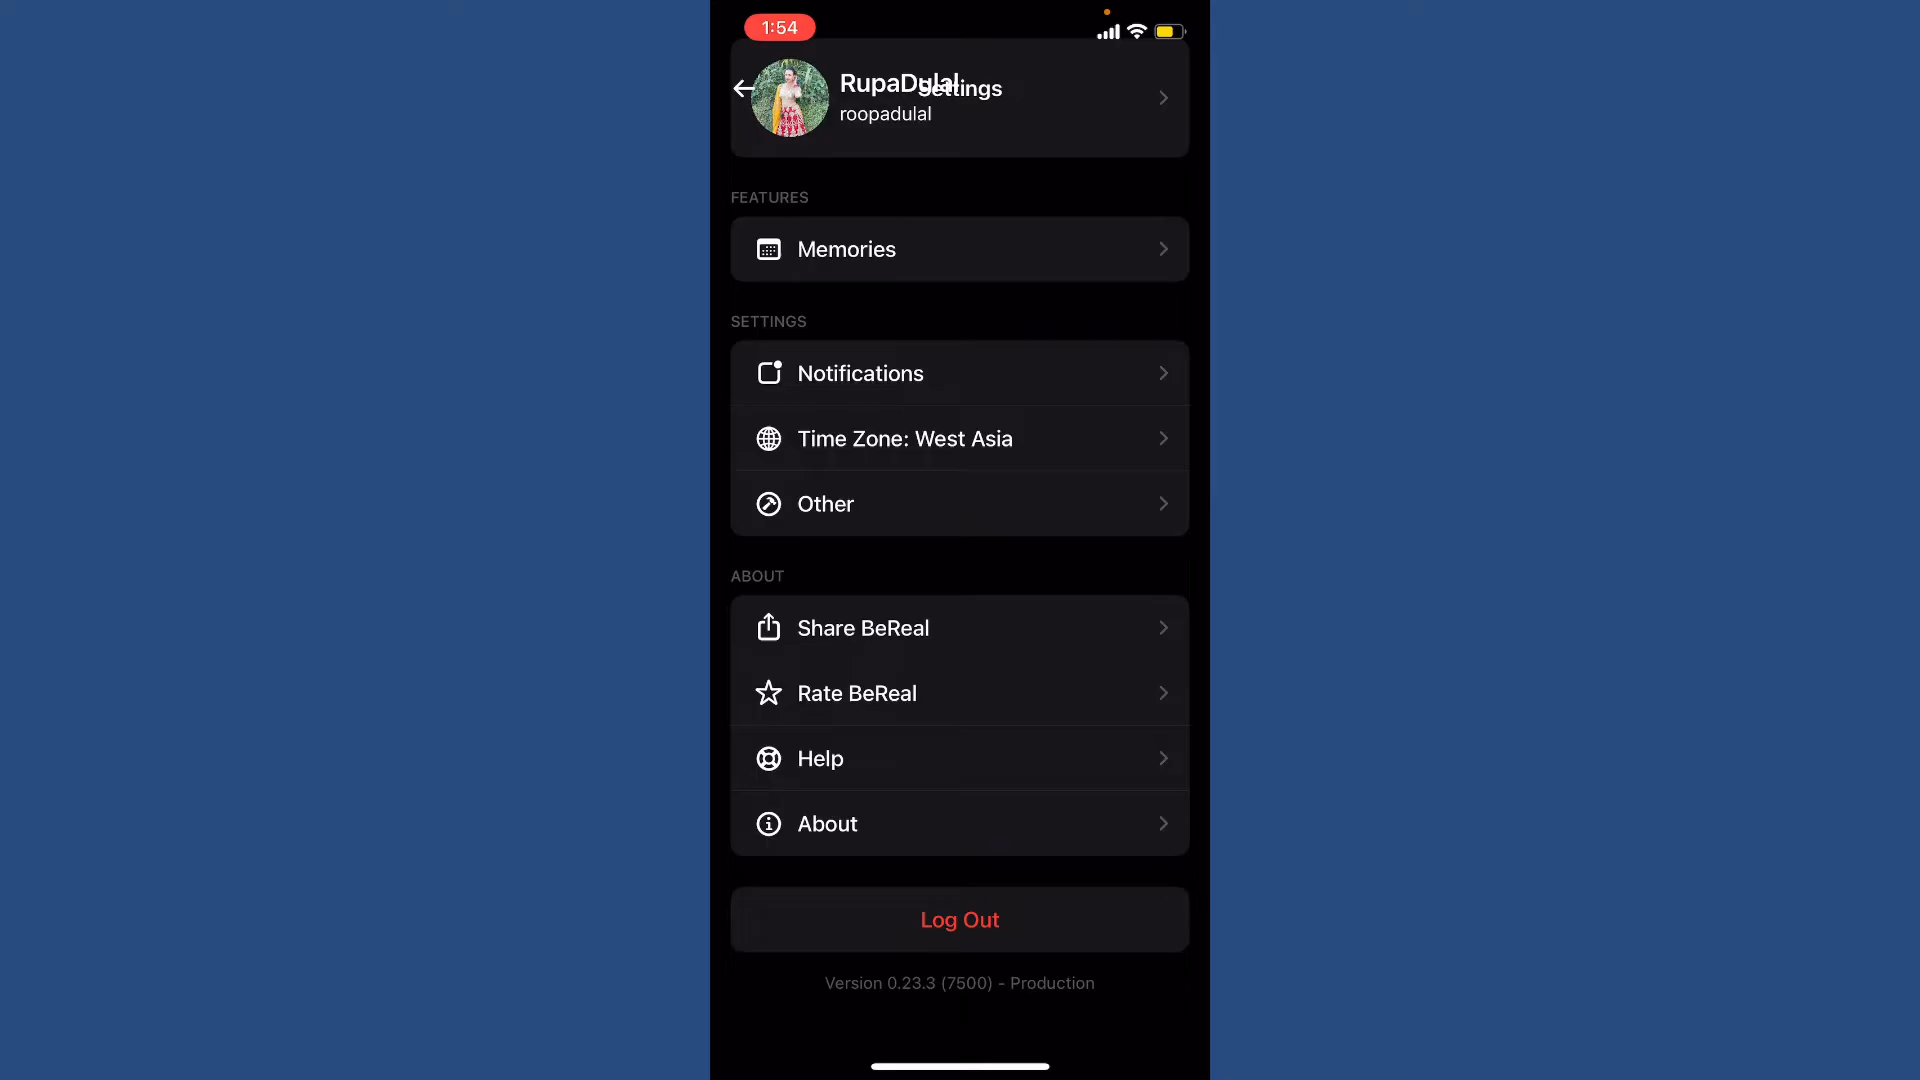 1:54
RupaDulal
Settings
roopadulal
FEATURES
Memories
SETTINGS
Notifications
Time Zone: West Asia
Other
ABOUT
Share BeReal
Rate BeReal
Help
About
Log Out
Version 0.23.3 (7500) - Production